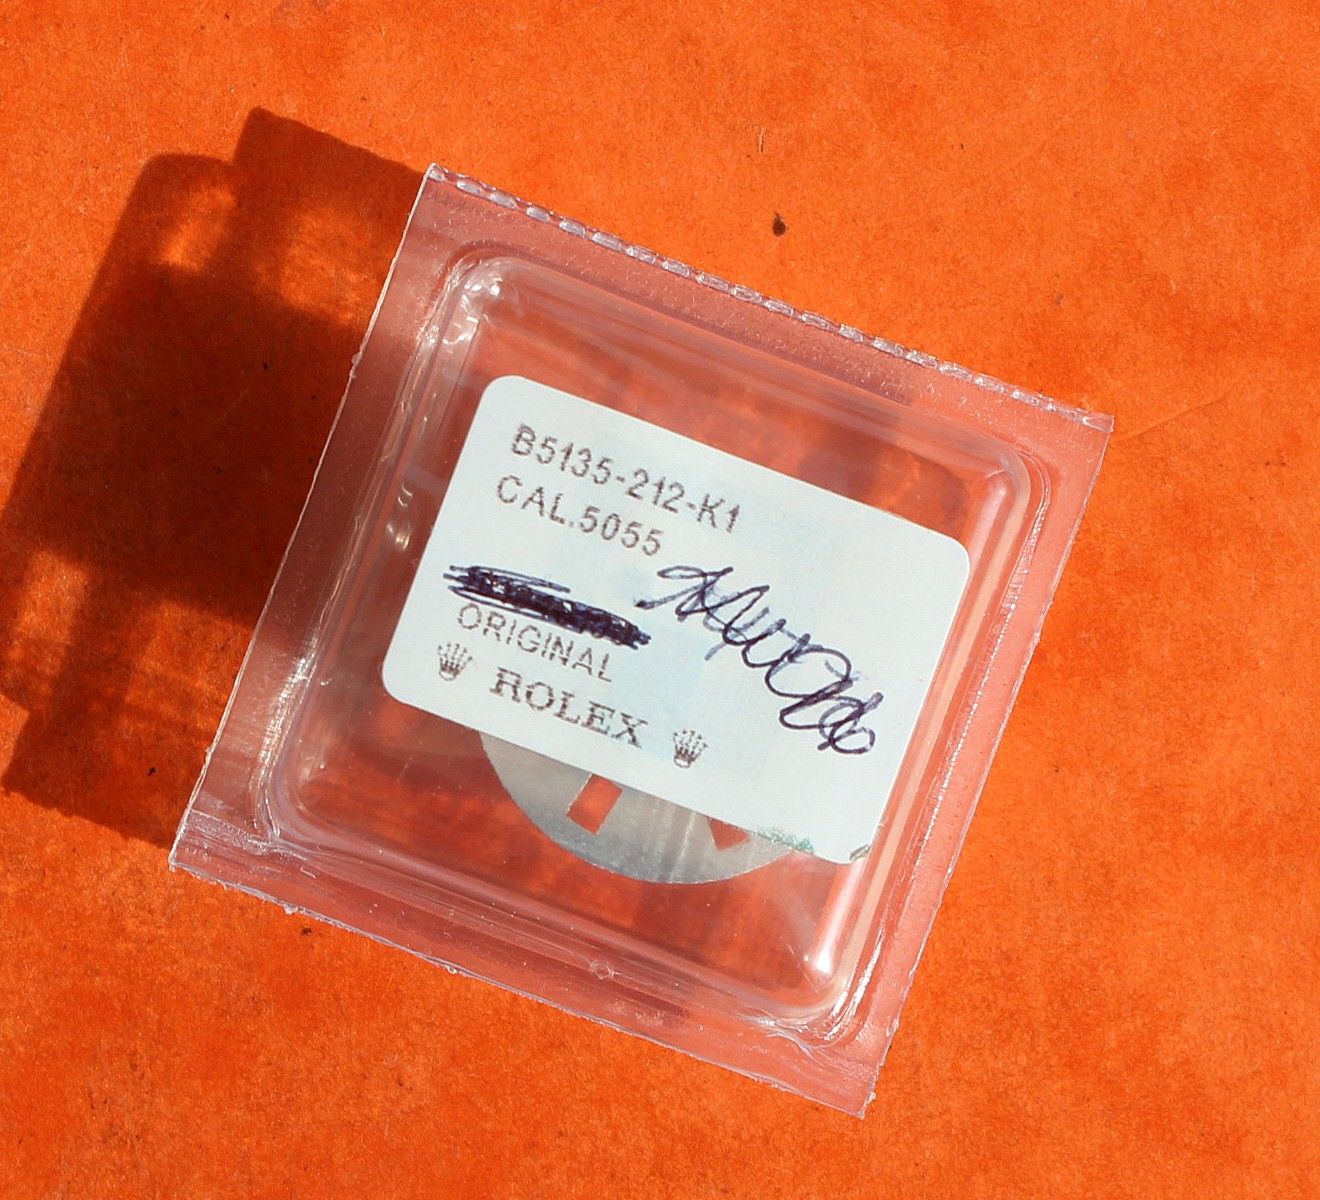 B5135-212-K1
CAL.5055
ORIGINAL
ROLEX